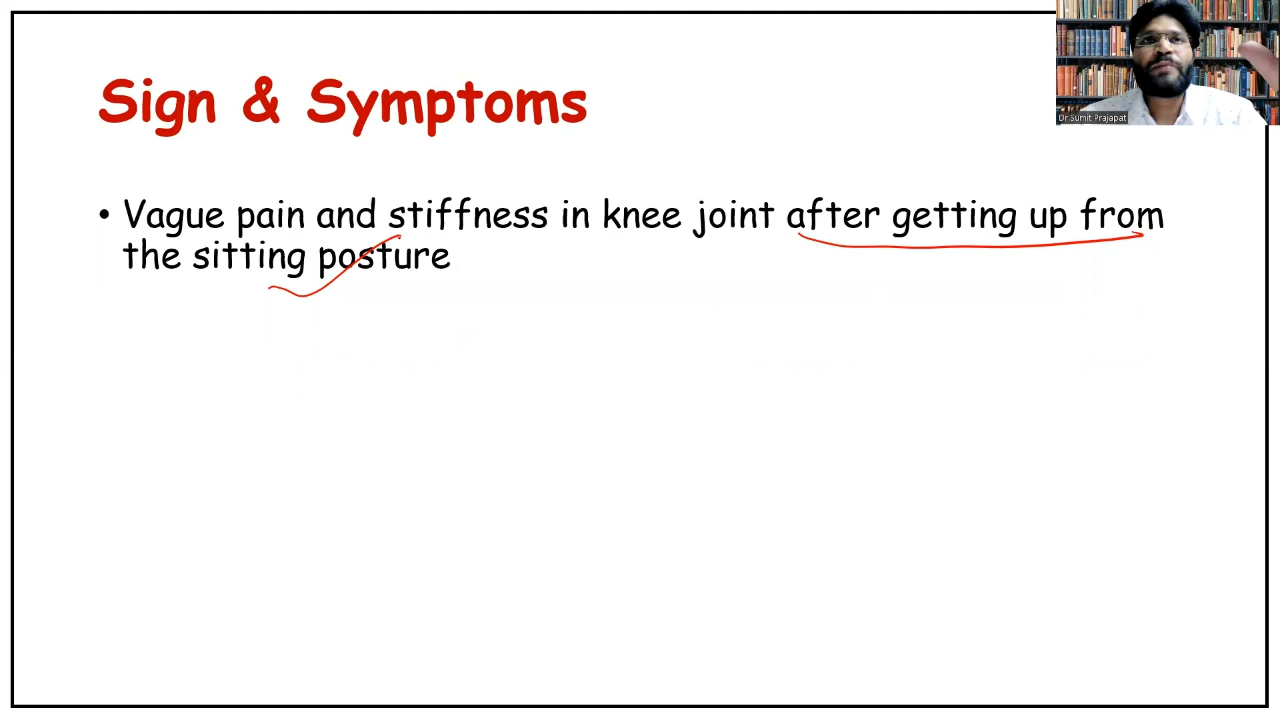 Dr.Sumit Prajapat
Sign & Symptoms
• Vague pain and stiffness in knee joint after getting up from
the sitting posture